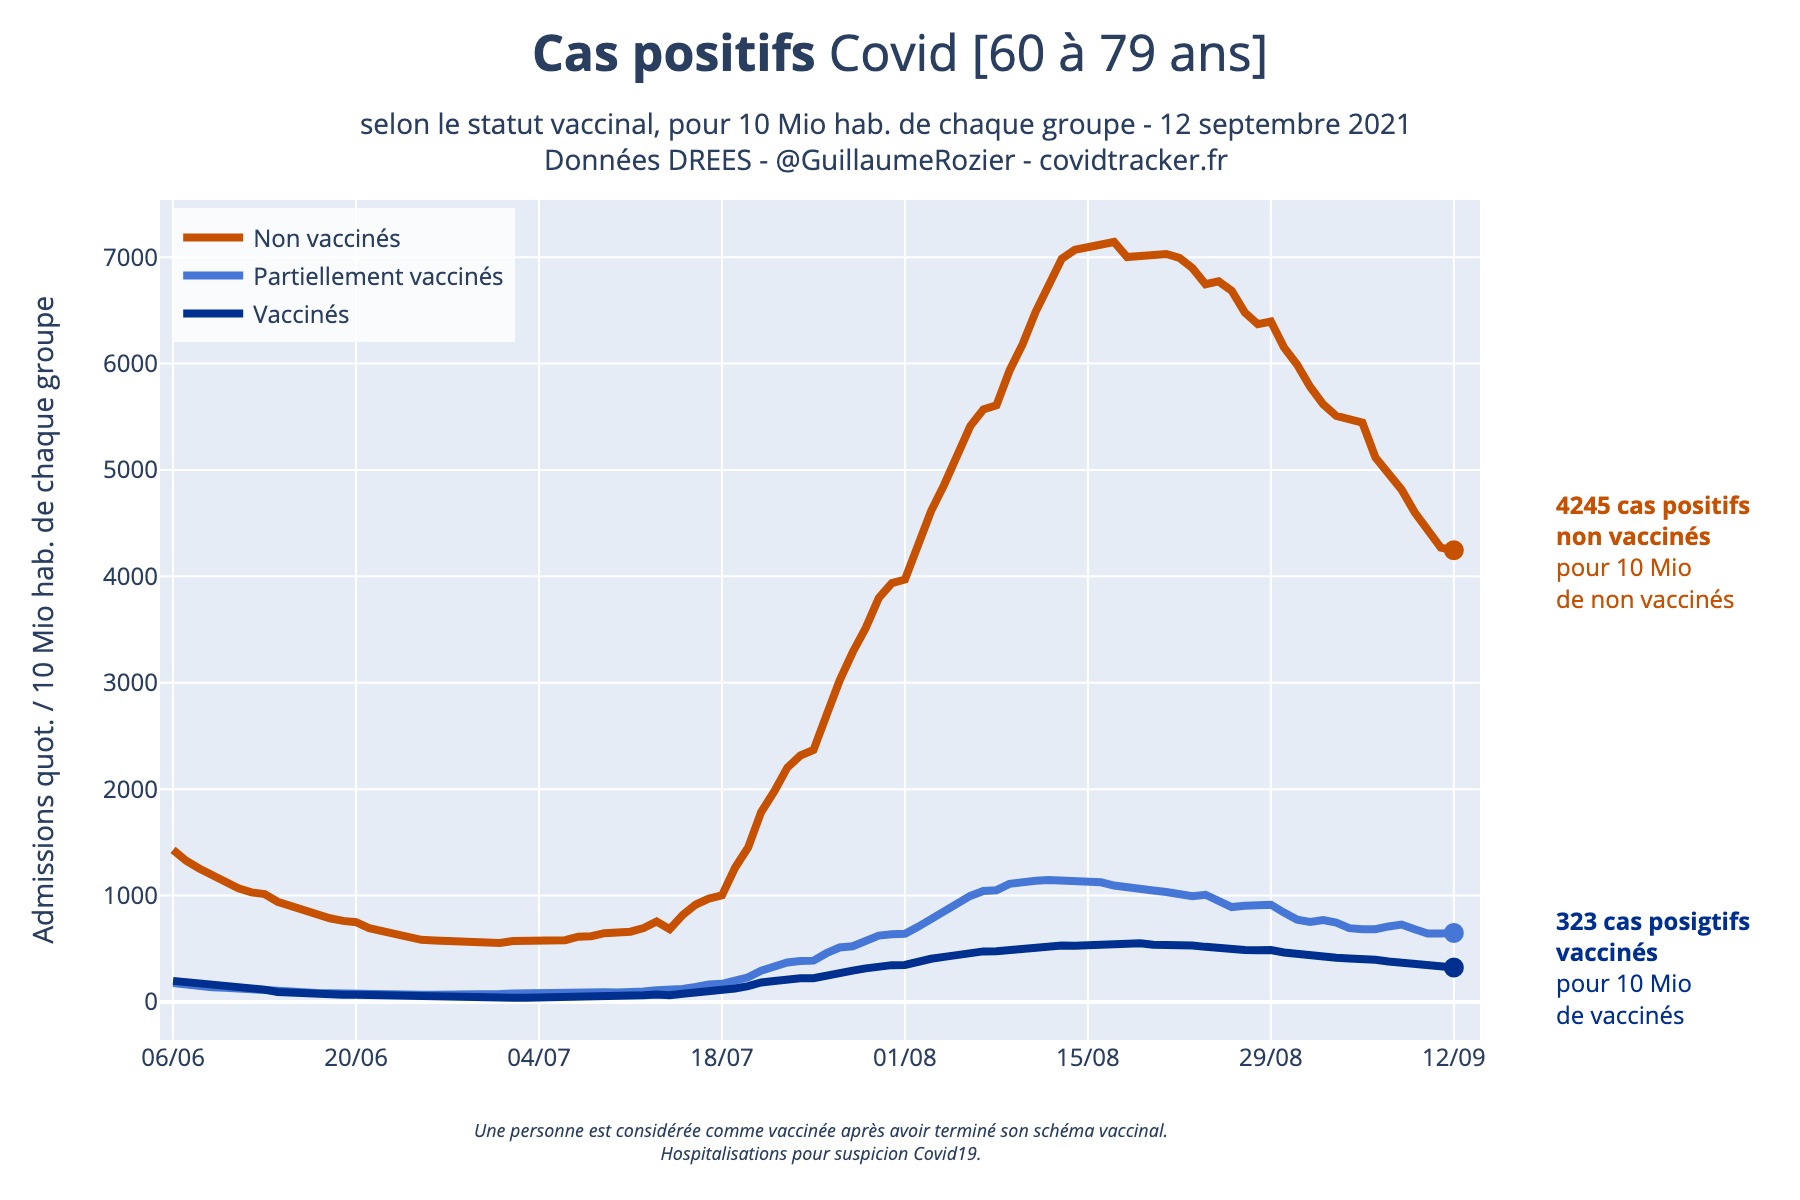 Cas positifs Covid [60 à 79 ans]
selon le statut vaccinal, pour 10 Mio hab. de chaque groupe - 12 septembre 2021
Données DREES - @GuillaumeRozier - covidtracker.fr
Non vaccinés
Partiellement vaccinés
Vaccinés
Admissions quot. / 10 Mio hab. de chaque groupe
7000
6000
5000
4000
3000
2000
1000
0
06/06
20/06
04/07
18/07
01/08
15/08
29/08
12/09
4245 cas positifs
non vaccinés
pour 10 Mio
de non vaccinés
323 cas posigtifs
vaccinés
pour 10 Mio
de vaccinés
Une personne est considérée comme vaccinée après avoir terminé son schéma vaccinal.
Hospitalisations pour suspicion Covid19.